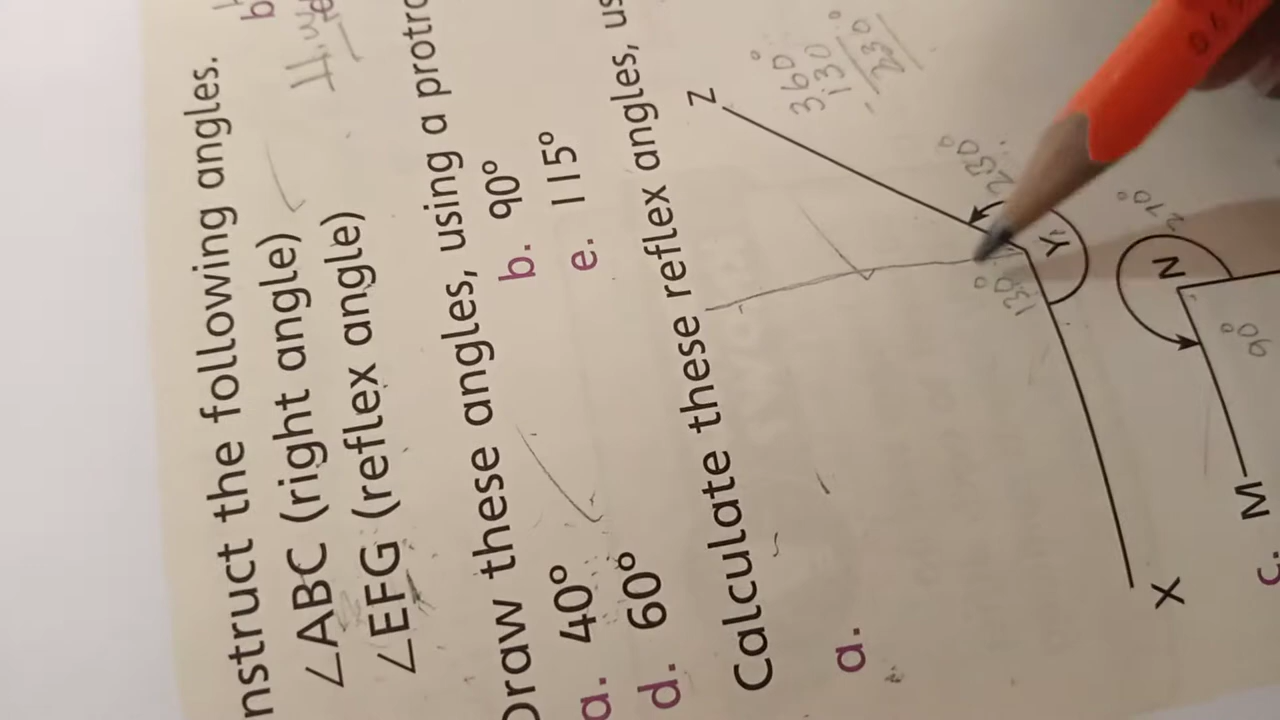 nstruct the following angles.
∠ABC (right angle)
b
∠EFG (reflex angle)
H.W
Draw these angles, using a protr
a. 40°
b. 90°
d. 60°
e. 115°
Calculate these reflex angles, us
a.
Z
Y
X
130°
230°
360°
- 130
230°
c.
M
N
90°
270°